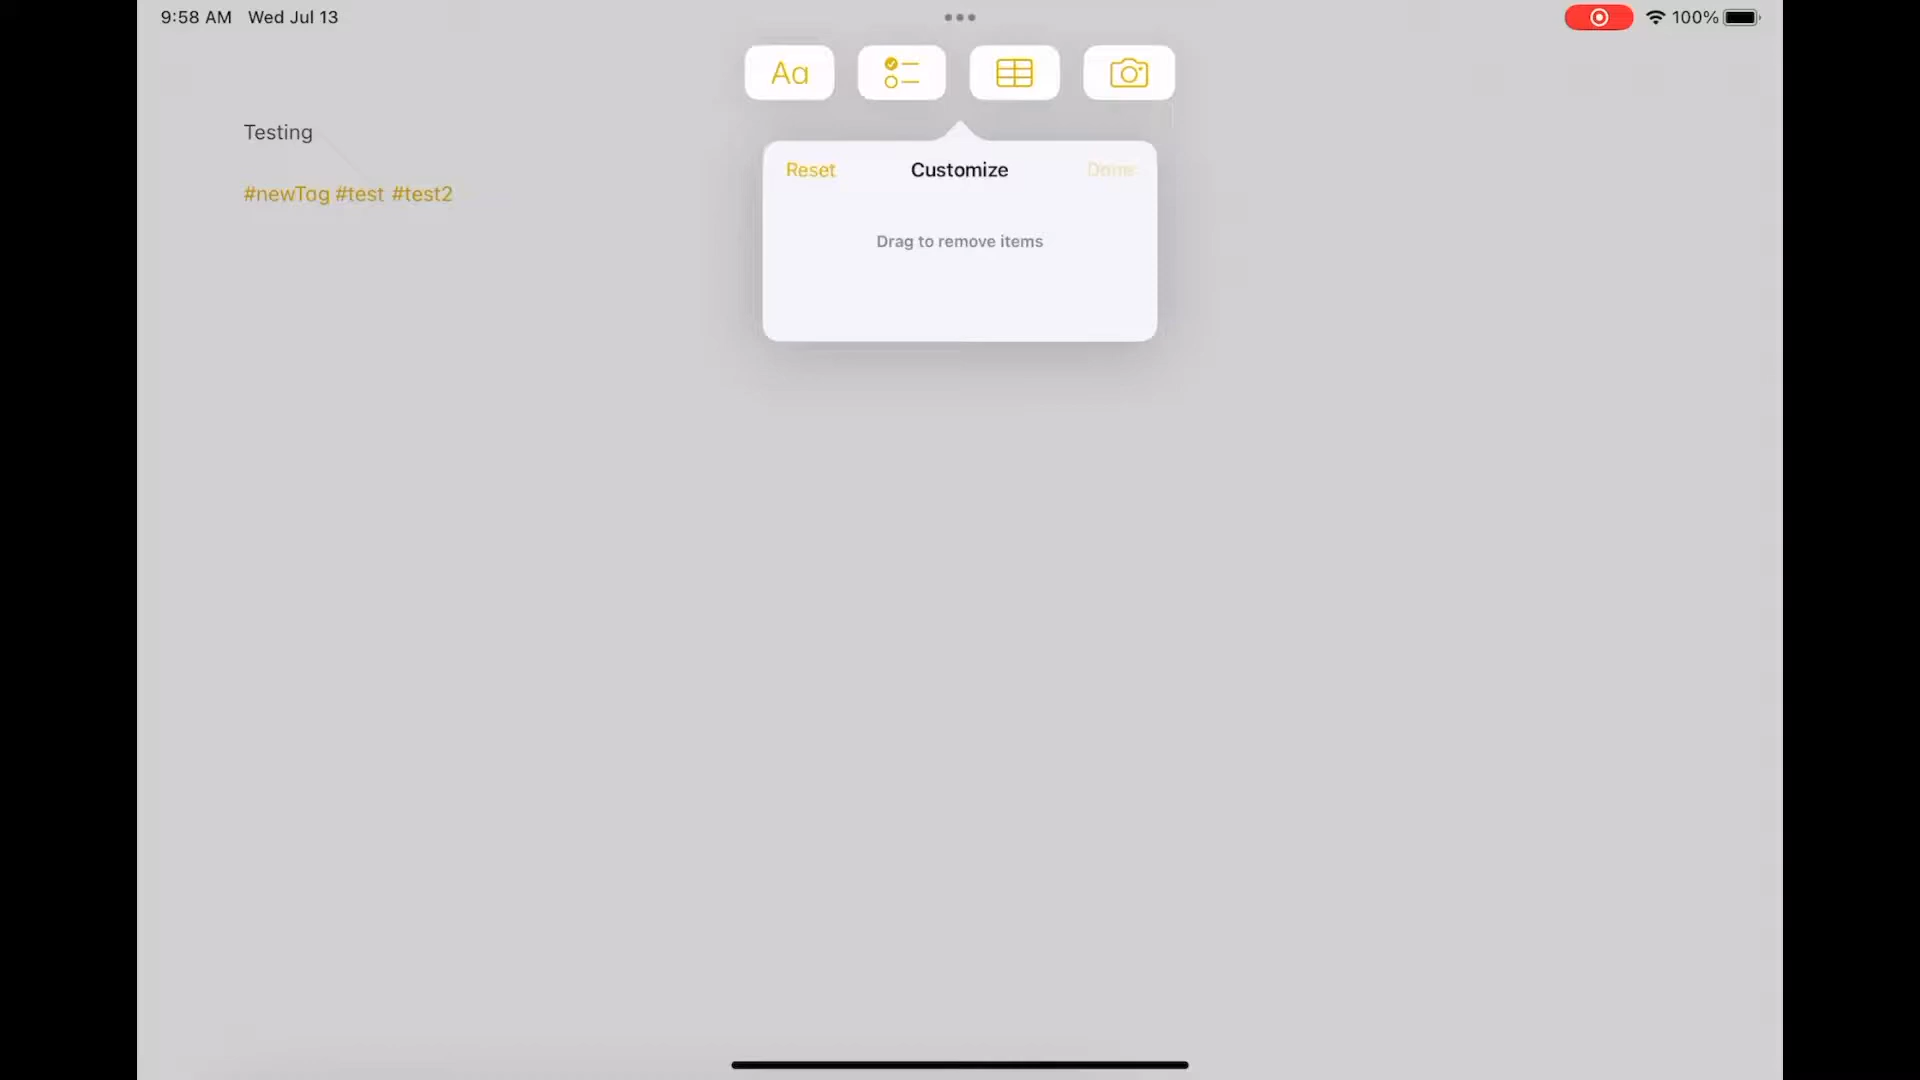 9:58 AM Wed Jul 13
100%
Aa
Testing
Reset Customize Done
#newTag #test #test2
Drag to remove items